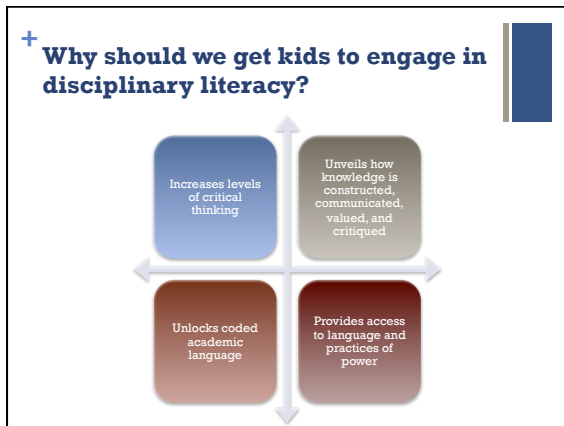 +
Why should we get kids to engage in
disciplinary literacy?
Increases levels
of critical
thinking
Unveils how
knowledge is
constructed,
communicated,
valued, and
critiqued
Unlocks coded
academic
language
Provides access
to language and
practices of
power